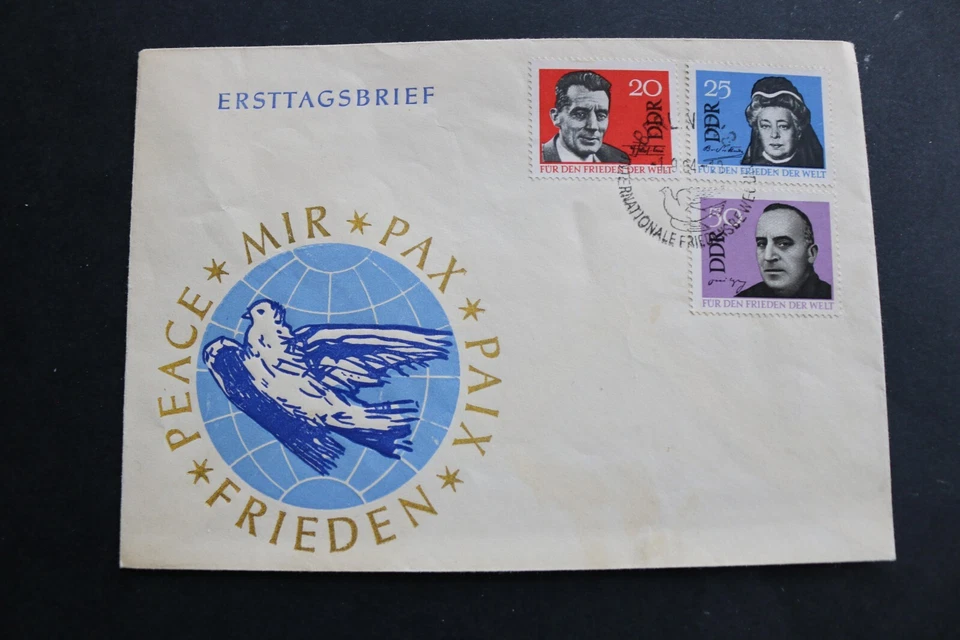 ERSTTAGSBRIEF
20
DDR
FÜR DEN FRIEDEN DER WELT
25
DDR
FÜR DEN FRIEDEN DER WELT
50
DDR
FÜR DEN FRIEDEN DER WELT
INTERNATIONALE
PEACE * MIR * PAX * PAIX * FRIEDEN *